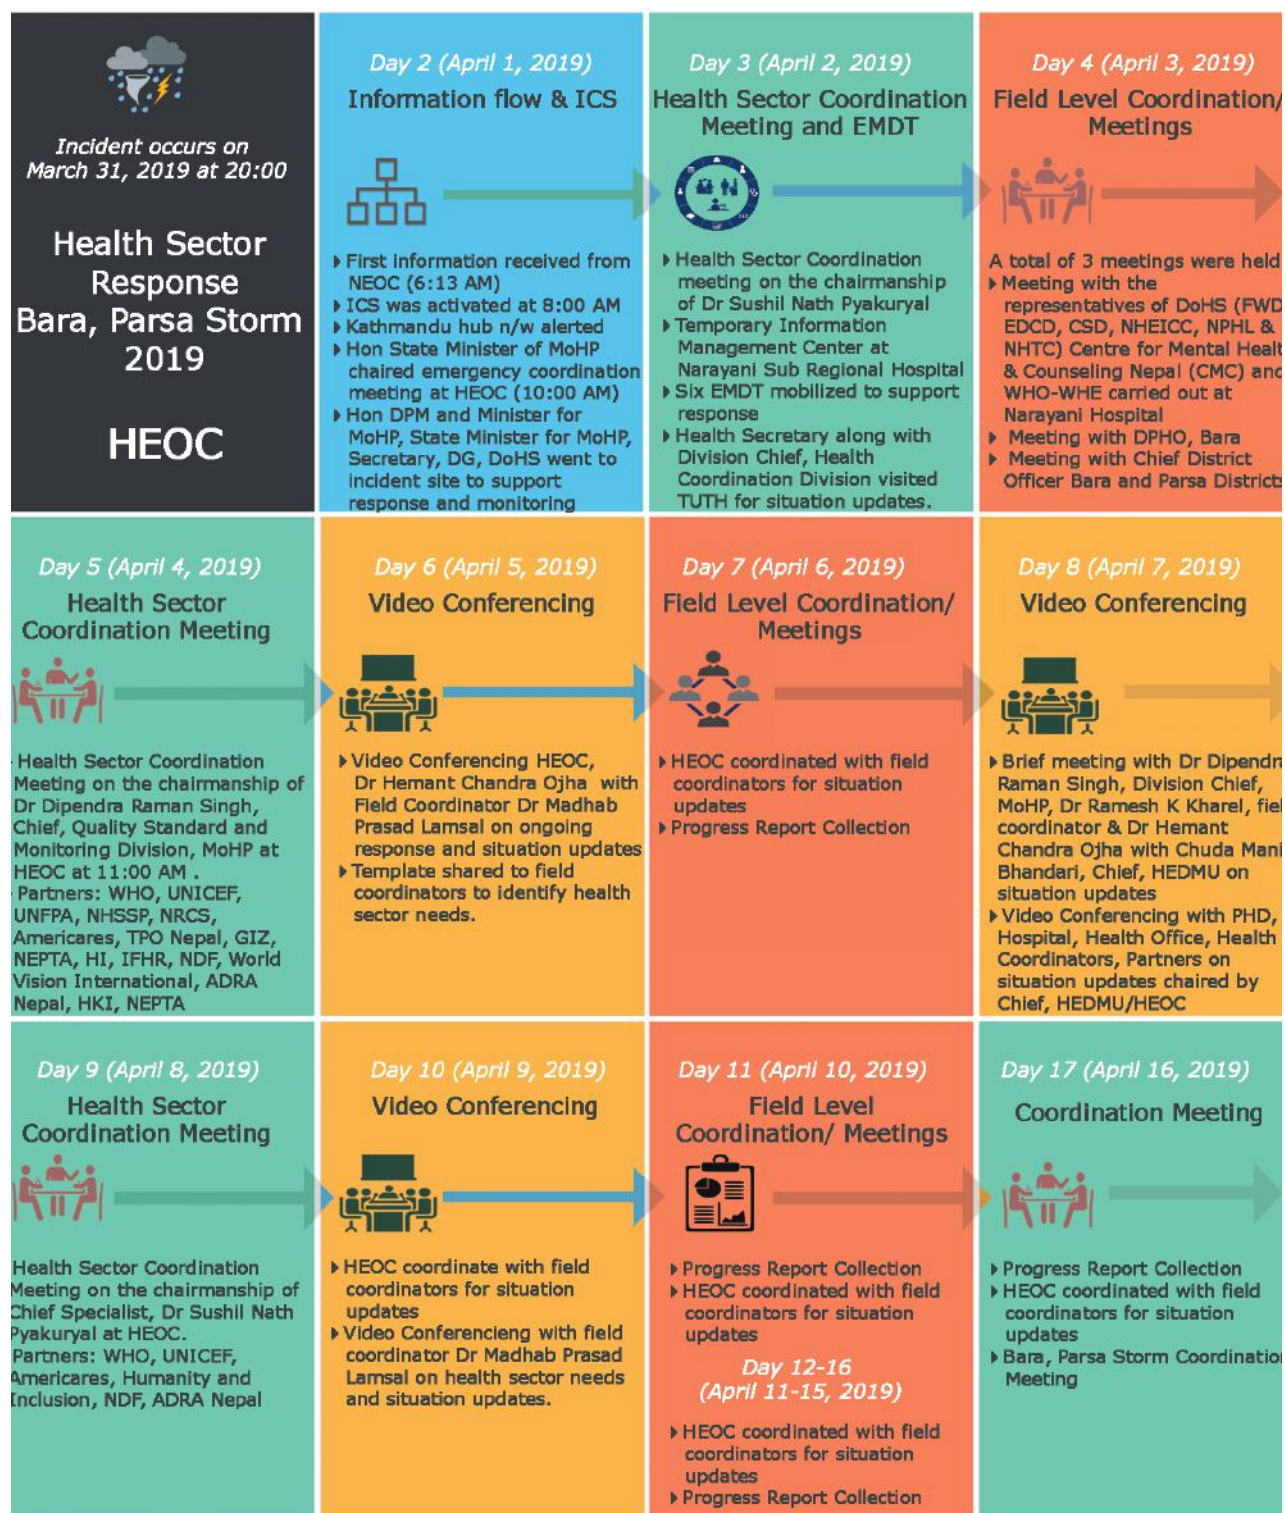 Incident occurs on
March 31, 2019 at 20:00
Health Sector
Response
Bara, Parsa Storm
2019
HEOC
Day 2 (April 1, 2019)
Information flow & ICS
First information received from
NEOC (6:13 AM)
ICS was activated at 8:00 AM
Kathmandu hub n/w alerted
Hon State Minister of MoHP
chaired emergency coordination
meeting at HEOC (10:00 AM)
Hon DPM and Minister for
MoHP, State Minister for MoHP,
Secretary, DG, DoHS went to
incident site to support
response and monitoring
Day 3 (April 2, 2019)
Health Sector Coordination
Meeting and EMDT
Health Sector Coordination
meeting on the chairmanship
of Dr Sushil Nath Pyakuryal
Temporary Information
Management Center at
Narayani Sub Regional Hospital
Six EMDT mobilized to support
response
Health Secretary along with
Division Chief, Health
Coordination Division visited
TUTH for situation updates.
Day 4 (April 3, 2019)
Field Level Coordination/
Meetings
A total of 3 meetings were held
Meeting with the
representatives of DoHS (FWD,
EDCD, CSD, NHEICC, NPHL &
NHTC) Centre for Mental Health
& Counseling Nepal (CMC) and
WHO-WHE carried out at
Narayani Hospital
Meeting with DPHO, Bara
Meeting with Chief District
Officer Bara and Parsa Districts
Day 5 (April 4, 2019)
Health Sector
Coordination Meeting
Health Sector Coordination
Meeting on the chairmanship of
Dr Dipendra Raman Singh,
Chief, Quality Standard and
Monitoring Division, MoHP at
HEOC at 11:00 AM .
Partners: WHO, UNICEF,
UNFPA, NHSSP, NRCS,
Americares, TPO Nepal, GIZ,
NEPTA, HI, IFHR, NDF, World
Vision International, ADRA
Nepal, HKI, NEPTA
Day 6 (April 5, 2019)
Video Conferencing
Video Conferencing HEOC,
Dr Hemant Chandra Ojha with
Field Coordinator Dr Madhab
Prasad Lamsal on ongoing
response and situation updates
Template shared to field
coordinators to identify health
sector needs.
Day 7 (April 6, 2019)
Field Level Coordination/
Meetings
HEOC coordinated with field
coordinators for situation
updates
Progress Report Collection
Day 8 (April 7, 2019)
Video Conferencing
Brief meeting with Dr Dipendra
Raman Singh, Division Chief,
MoHP, Dr Ramesh K Kharel, field
coordinator & Dr Hemant
Chandra Ojha with Chuda Mani
Bhandari, Chief, HEDMU on
situation updates
Video Conferencing with PHD,
Hospital, Health Office, Health
Coordinators, Partners on
situation updates chaired by
Chief, HEDMU/HEOC
Day 9 (April 8, 2019)
Health Sector
Coordination Meeting
Health Sector Coordination
Meeting on the chairmanship of
Chief Specialist, Dr Sushil Nath
Pyakuryal at HEOC.
Partners: WHO, UNICEF,
Americares, Humanity and
Inclusion, NDF, ADRA Nepal
Day 10 (April 9, 2019)
Video Conferencing
HEOC coordinate with field
coordinators for situation
updates
Video Conferencieng with field
coordinator Dr Madhab Prasad
Lamsal on health sector needs
and situation updates.
Day 11 (April 10, 2019)
Field Level
Coordination/ Meetings
Progress Report Collection
HEOC coordinated with field
coordinators for situation
updates
Day 12-16
(April 11-15, 2019)
HEOC coordinated with field
coordinators for situation
updates
Progress Report Collection
Day 17 (April 16, 2019)
Coordination Meeting
Progress Report Collection
HEOC coordinated with field
coordinators for situation
updates
Bara, Parsa Storm Coordination
Meeting